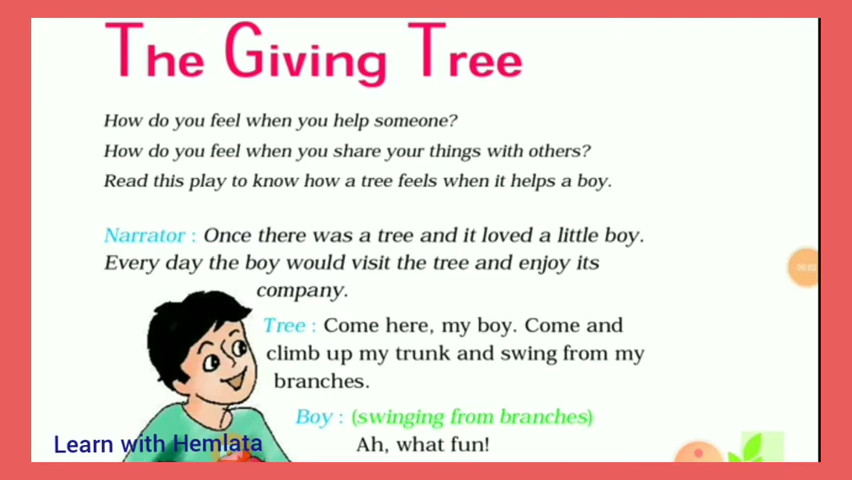 The Giving Tree
How do you feel when you help someone?
How do you feel when you share your things with others?
Read this play to know how a tree feels when it helps a boy.
Narrator : Once there was a tree and it loved a little boy.
Every day the boy would visit the tree and enjoy its
company.
Tree : Come here, my boy. Come and
climb up my trunk and swing from my
branches.
Boy : (swinging from branches)
Ah, what fun!
Learn with Hemlata